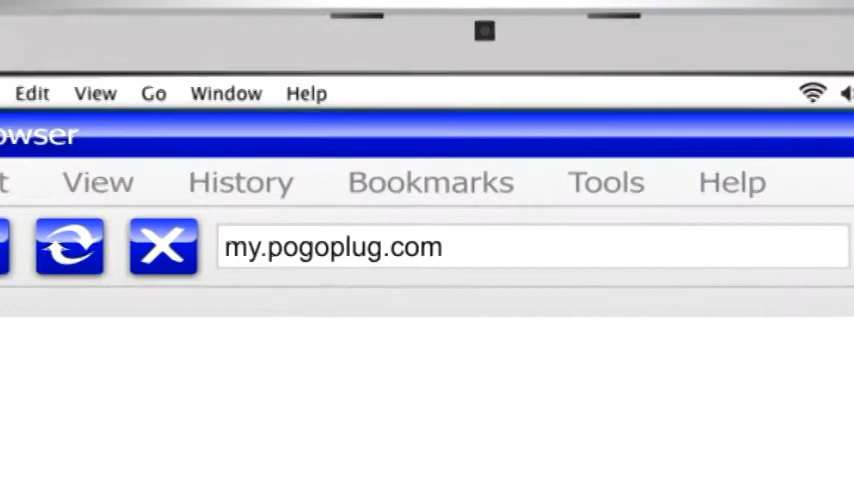 Edit View Go Window Help
owser
t View History Bookmarks Tools Help
my.pogoplug.com